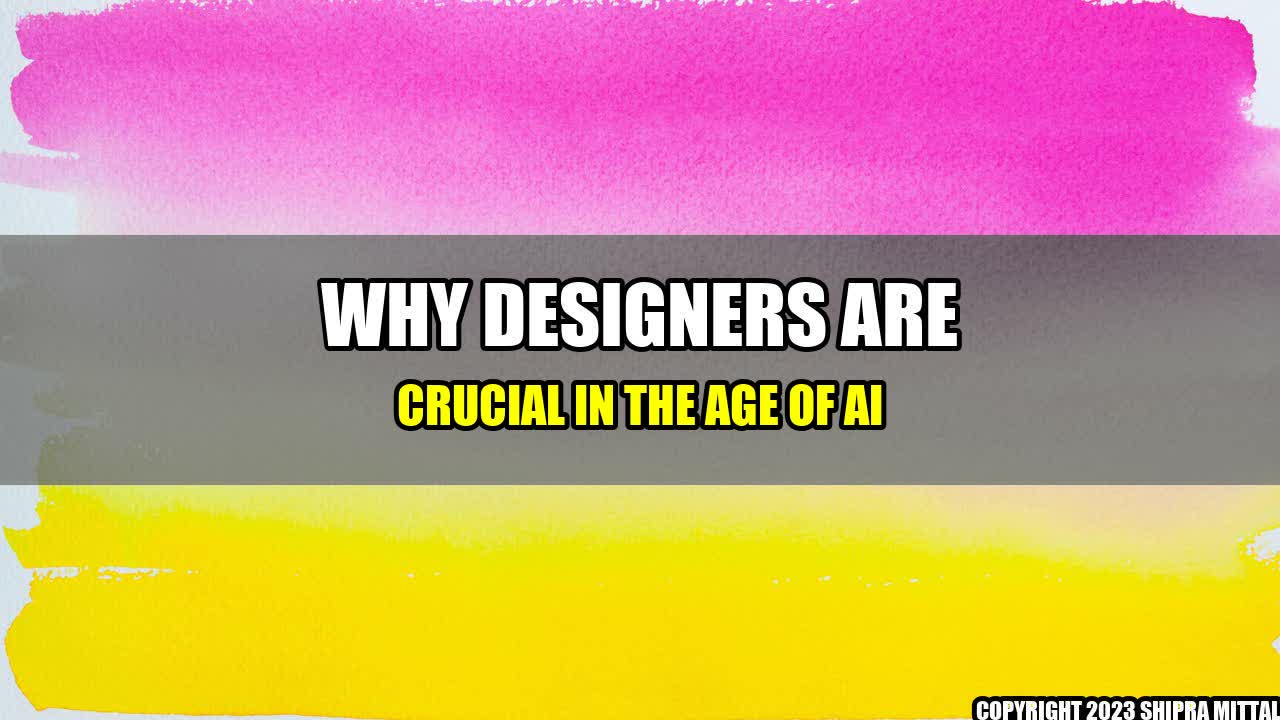 WHY DESIGNERS ARE
CRUCIAL IN THE AGE OF AI
COPYRIGHT 2023 SHIPRA MITTAL